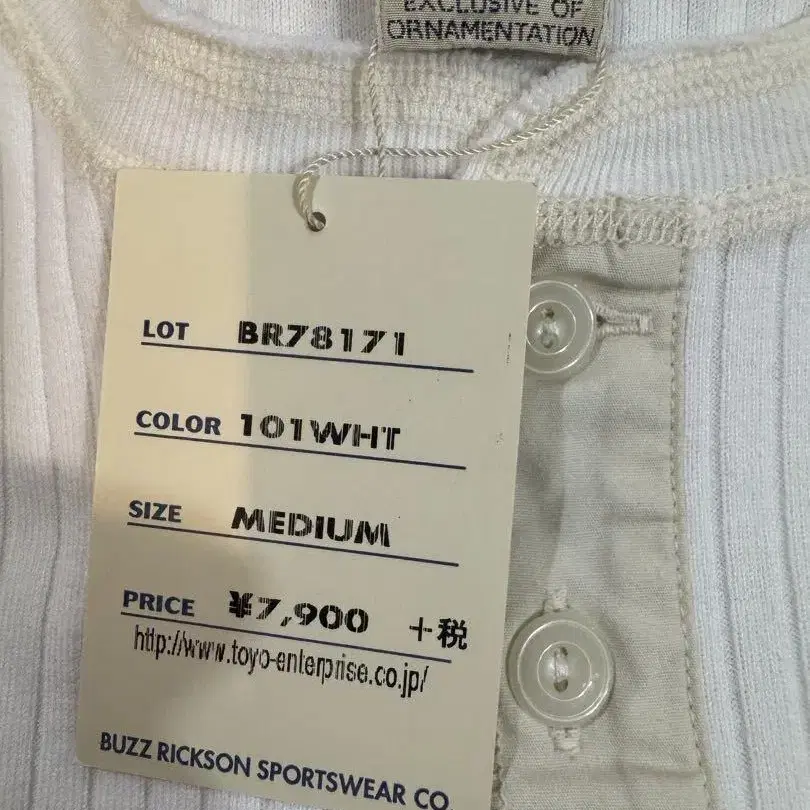 EXCLUSIVE OF
ORNAMENTATION
LOT BR78171
COLOR 101WHT
SIZE MEDIUM
PRICE ¥7,900 +税
http://www.toyo-enterprise.co.jp/
BUZZ RICKSON SPORTSWEAR CO.